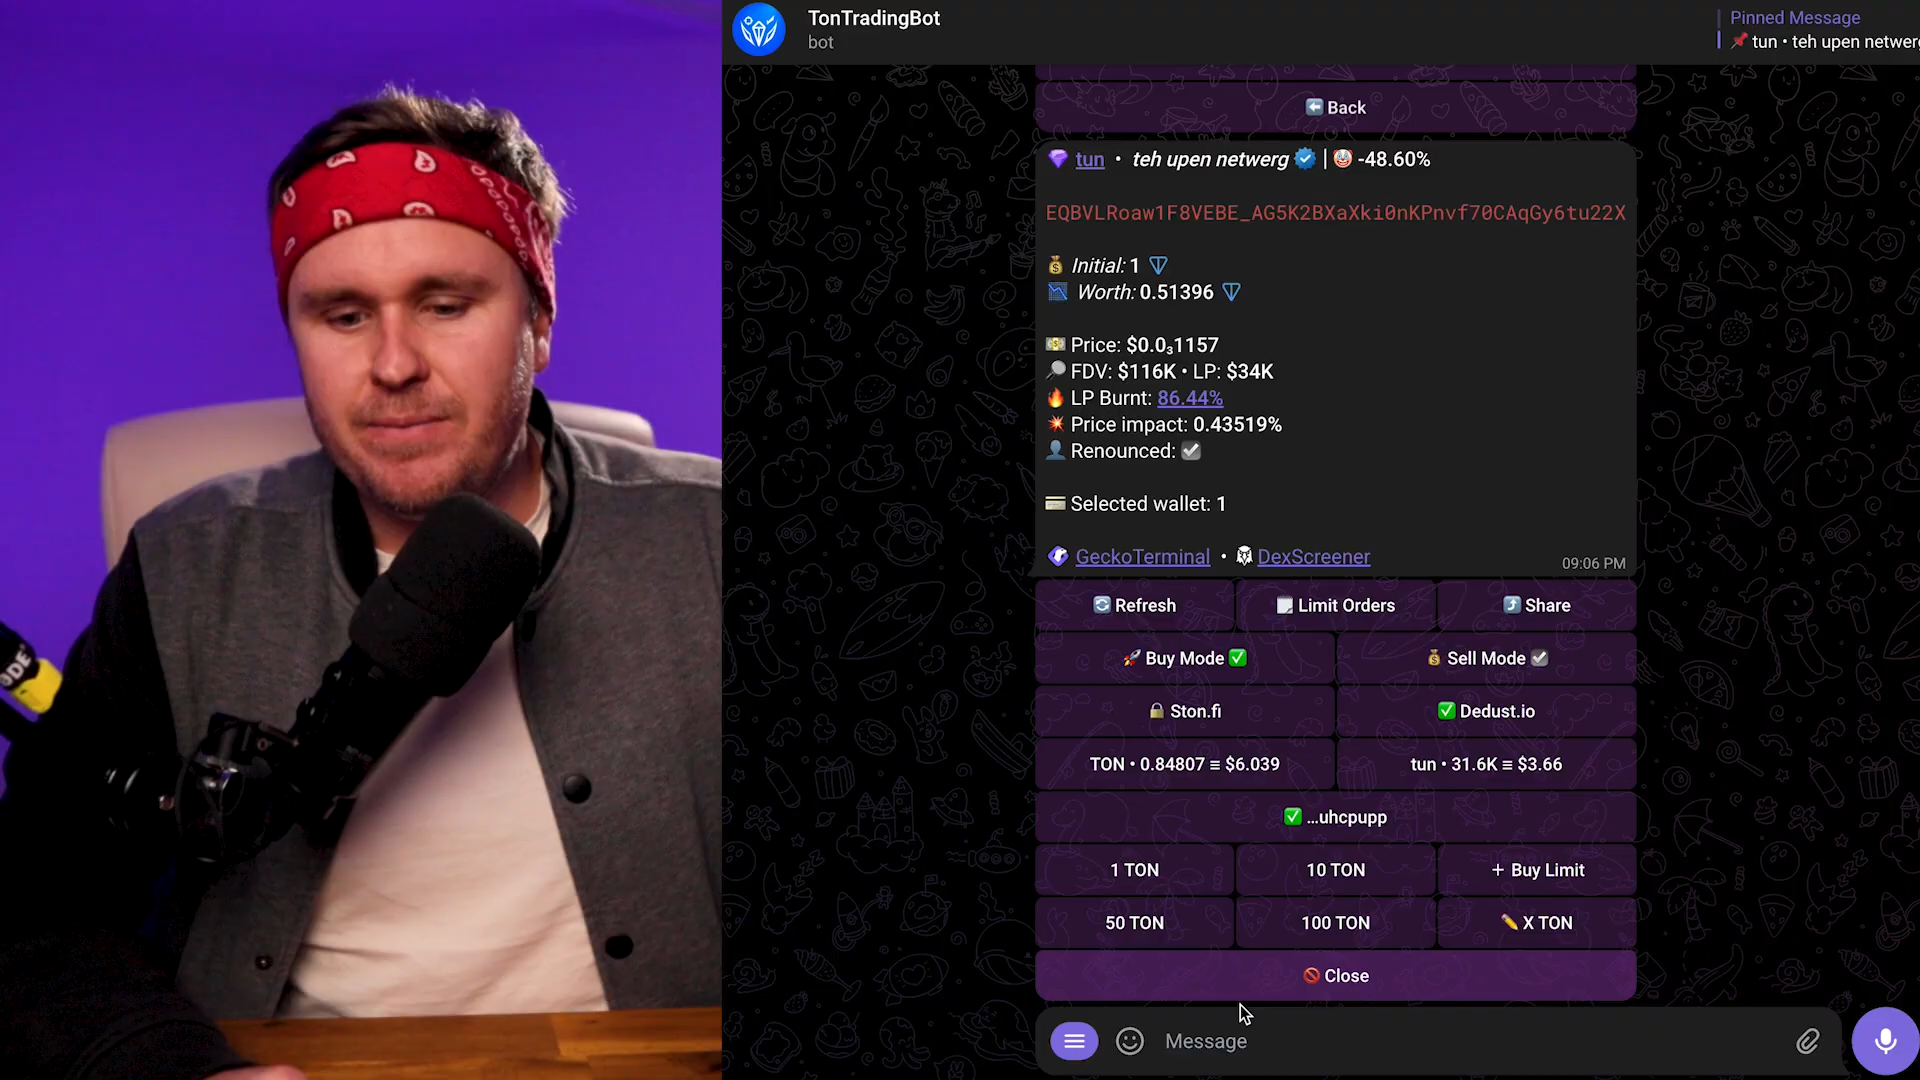 TonTradingBot
bot
Pinned Message
📌 tun • teh upen netwerg
⬅️ Back
💎 tun • teh upen netwerg | 🤡 -48.60%
EQBVLRoaw1F8VEBE_AG5K2BXaXki0nKPnvf70CAqGy6tu22X
💰 Initial: 1
📉 Worth: 0.51396
💵 Price: $0.0₃1157
🔎 FDV: $116K • LP: $34K
🔥 LP Burnt: 86.44%
💥 Price impact: 0.43519%
👤 Renounced: ☑️
💳 Selected wallet: 1
GeckoTerminal • DexScreener
09:06 PM
🔄 Refresh
🗒 Limit Orders
⤴️ Share
🚀 Buy Mode ✅
💰 Sell Mode ☑️
🔒 Ston.fi
✅ Dedust.io
TON • 0.84807 ≡ $6.039
tun • 31.6K ≡ $3.66
✅ ...uhcpupp
1 TON
10 TON
+ Buy Limit
50 TON
100 TON
✏️ X TON
🚫 Close
Message